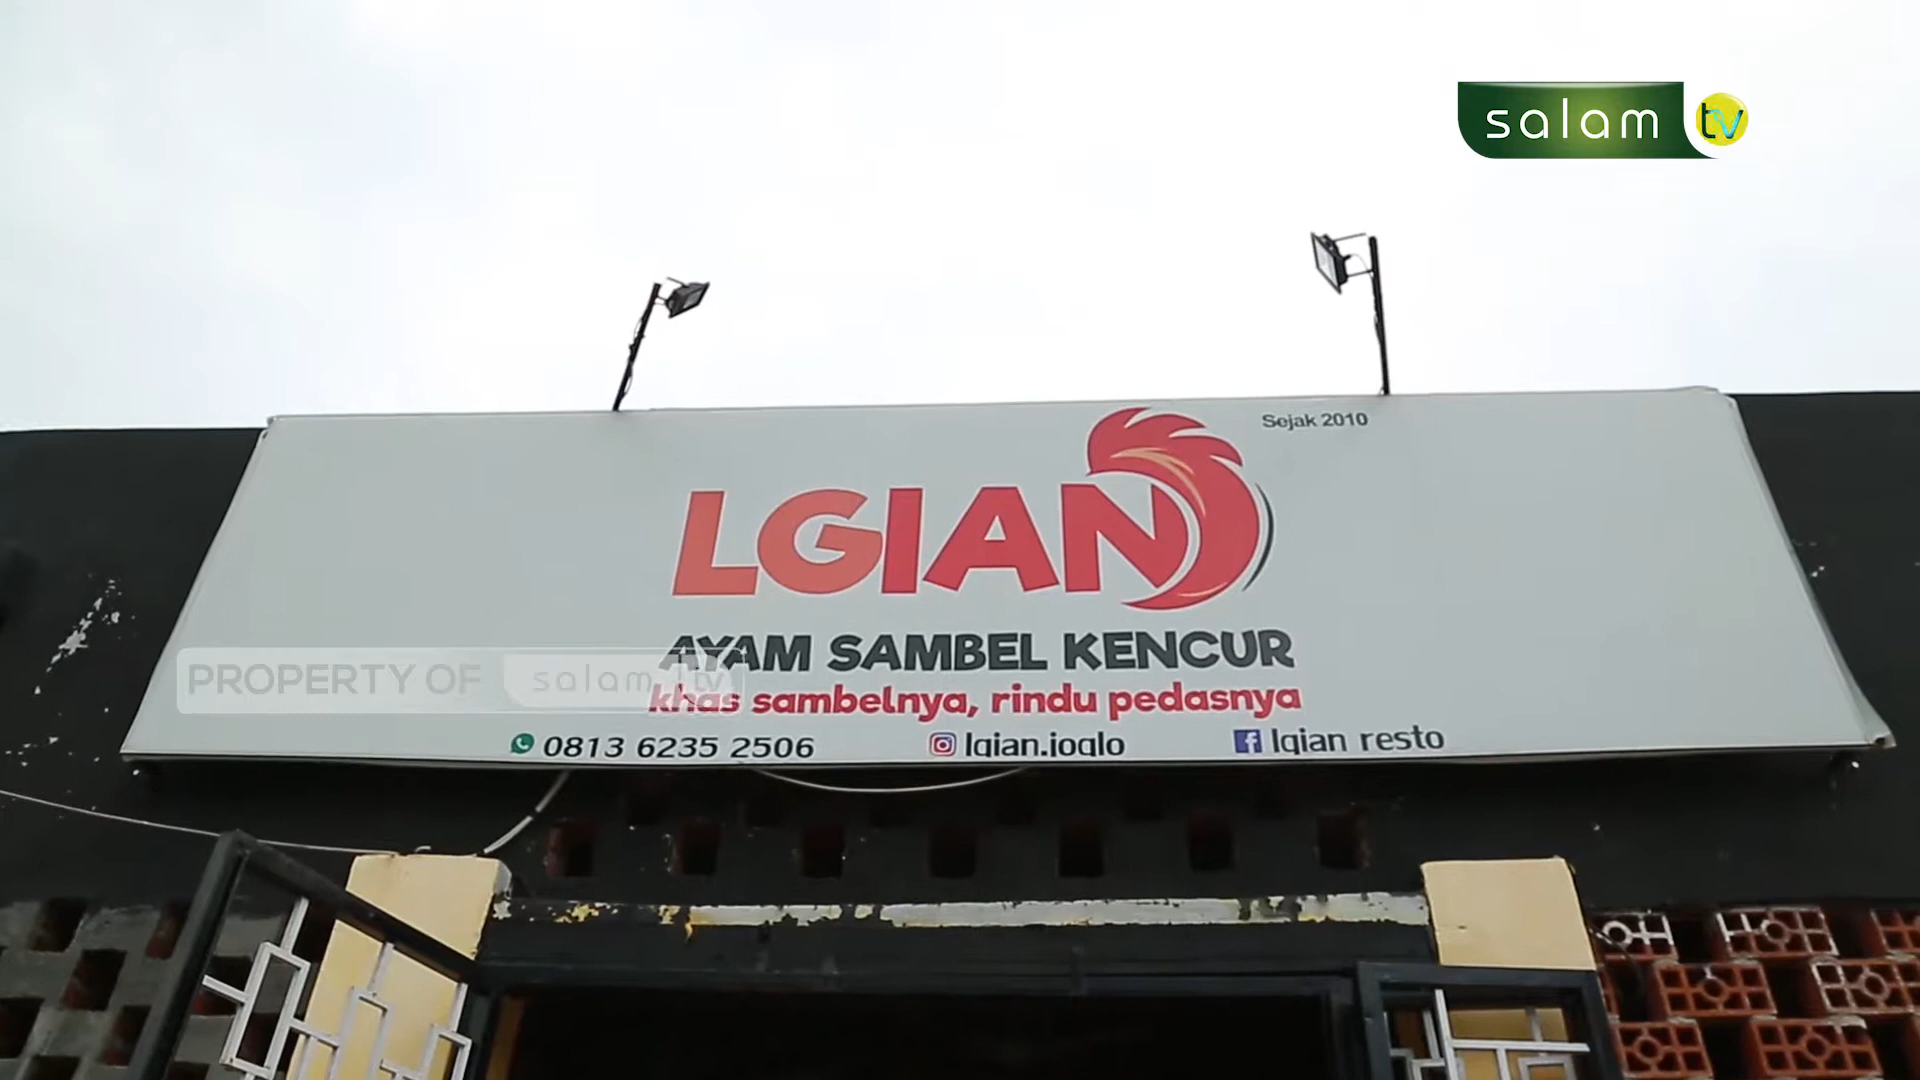 salam tv
Sejak 2010
LGIAN
AYAM SAMBEL KENCUR
PROPERTY OF salam tv
khas sambelnya, rindu pedasnya
0813 6235 2506 lgian.joglo lgian resto